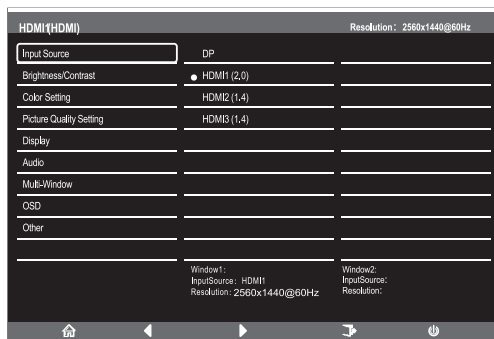 HDMI1(HDMI) Resolution: 2560x1440@60Hz
Input Source DP
Brightness/Contrast HDMI1 (2.0)
Color Setting HDMI2 (1.4)
Picture Quality Setting HDMI3 (1.4)
Display
Audio
Multi-Window
OSD
Other
Window1: Window2:
InputSource: HDMI1 InputSource:
Resolution: 2560x1440@60Hz Resolution: